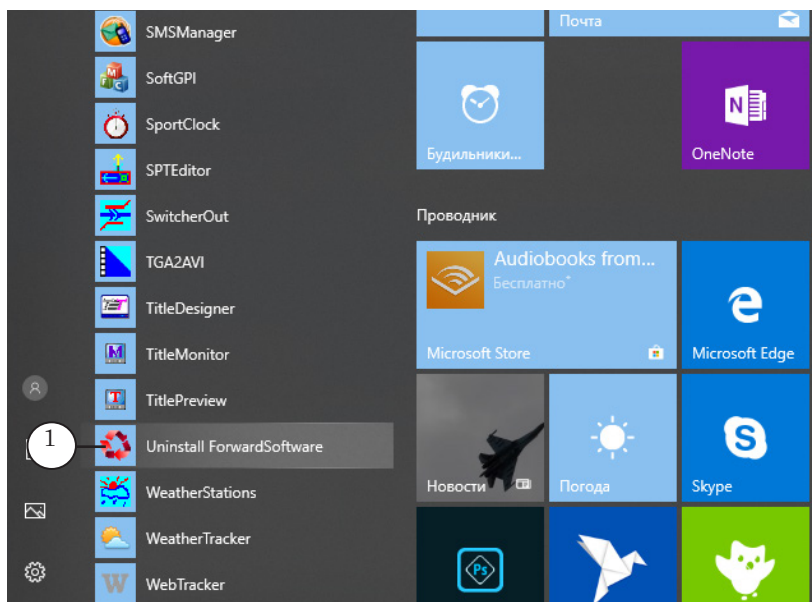 SMSManager
SoftGPI
SportClock
SPTEditor
SwitcherOut
TGA2AVI
TitleDesigner
TitleMonitor
TitlePreview
1
Uninstall ForwardSoftware
WeatherStations
WeatherTracker
W
WebTracker
Почта
Будильники...
N
OneNote
Проводник
Audiobooks from...
Бесплатно*
Microsoft Store
Microsoft Edge
Новости
Погода
S
Skype
Ps